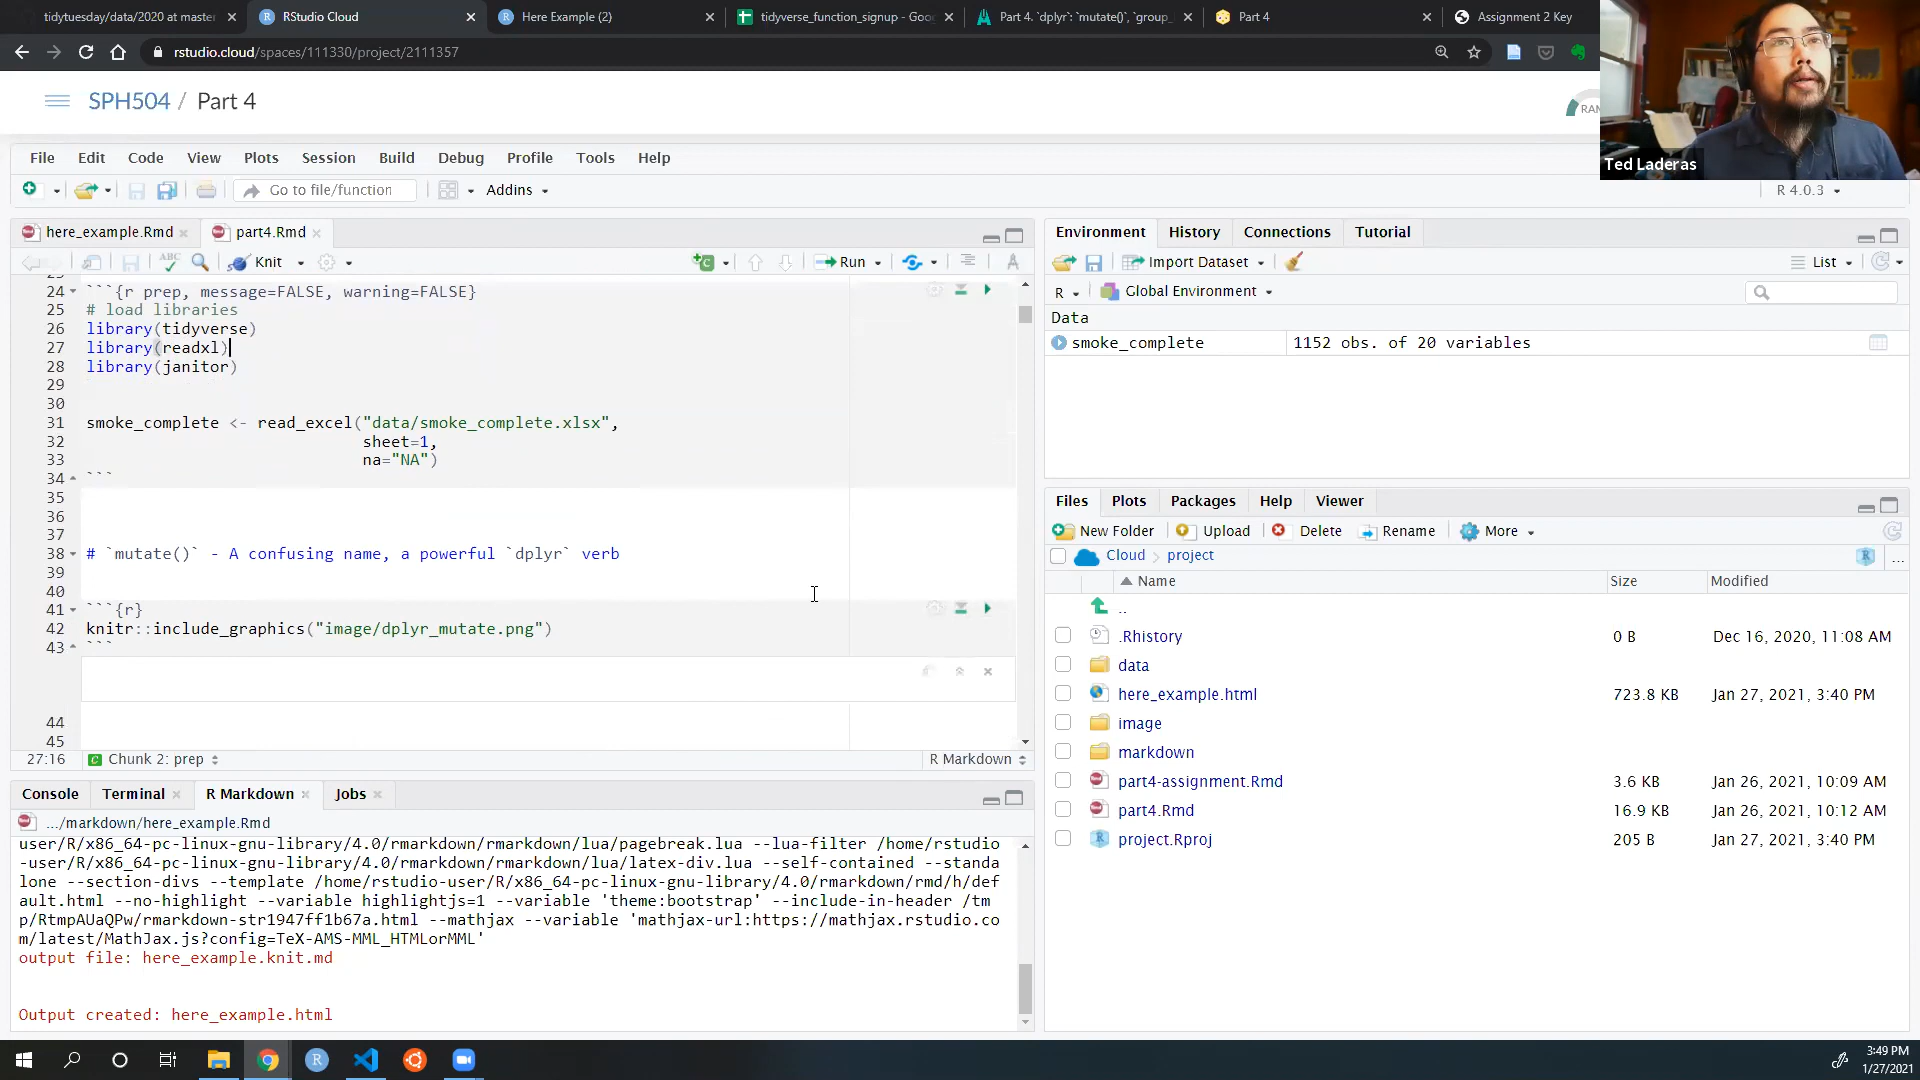 tidytuesday/data/2020 at master
RStudio Cloud
Here Example (2)
tidyverse_function_signup - Goo
Part 4. `dplyr`: `mutate()`, `group_
Part 4
Assignment 2 Key
rstudio.cloud/spaces/111330/project/2111357
SPH504 / Part 4
RAM
Ted Laderas
File Edit Code View Plots Session Build Debug Profile Tools Help
Go to file/function
Addins
R 4.0.3
here_example.Rmd
part4.Rmd
ABC
Knit
Run
23
24 ```{r prep, message=FALSE, warning=FALSE}
25 # load libraries
26 library(tidyverse)
27 library(readxl)
28 library(janitor)
29
30
31 smoke_complete <- read_excel("data/smoke_complete.xlsx",
32 sheet=1,
33 na="NA")
34 ```
35
36
37
38 # `mutate()` - A confusing name, a powerful `dplyr` verb
39
40
41 ```{r}
42 knitr::include_graphics("image/dplyr_mutate.png")
43 ```
44
45
27:16 Chunk 2: prep R Markdown
Console Terminal R Markdown Jobs
.../markdown/here_example.Rmd
user/R/x86_64-pc-linux-gnu-library/4.0/rmarkdown/rmarkdown/lua/pagebreak.lua --lua-filter /home/rstudio
-user/R/x86_64-pc-linux-gnu-library/4.0/rmarkdown/rmarkdown/lua/latex-div.lua --self-contained --standa
lone --section-divs --template /home/rstudio-user/R/x86_64-pc-linux-gnu-library/4.0/rmarkdown/rmd/h/def
ault.html --no-highlight --variable highlightjs=1 --variable 'theme:bootstrap' --include-in-header /tm
p/RtmpAUaQPw/rmarkdown-str1947ff1b67a.html --mathjax --variable 'mathjax-url:https://mathjax.rstudio.co
m/latest/MathJax.js?config=TeX-AMS-MML_HTMLorMML'
output file: here_example.knit.md
Output created: here_example.html
Environment History Connections Tutorial
Import Dataset
List
R
Global Environment
Data
smoke_complete 1152 obs. of 20 variables
Files Plots Packages Help Viewer
New Folder Upload Delete Rename More
Cloud project
Name Size Modified
..
.Rhistory 0 B Dec 16, 2020, 11:08 AM
data
here_example.html 723.8 KB Jan 27, 2021, 3:40 PM
image
markdown
part4-assignment.Rmd 3.6 KB Jan 26, 2021, 10:09 AM
part4.Rmd 16.9 KB Jan 26, 2021, 10:12 AM
project.Rproj 205 B Jan 27, 2021, 3:40 PM
3:49 PM
1/27/2021